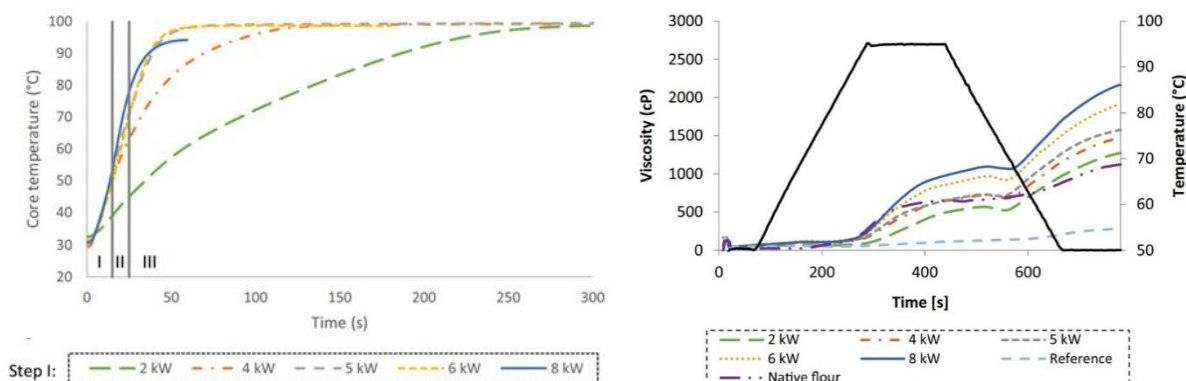 100
90
80
70
60
50
40
30
20
Core temperature (°C)
I II III
0 50 100 150 200 250 300
Time (s)
Step I: 2 kW 4 kW 5 kW 6 kW 8 kW
3000
2500
2000
1500
1000
500
0
Viscosity (cP)
100
90
80
70
60
50
Temperature (°C)
0 200 400 600
Time [s]
2 kW 4 kW 5 kW
6 kW 8 kW Reference
Native flour